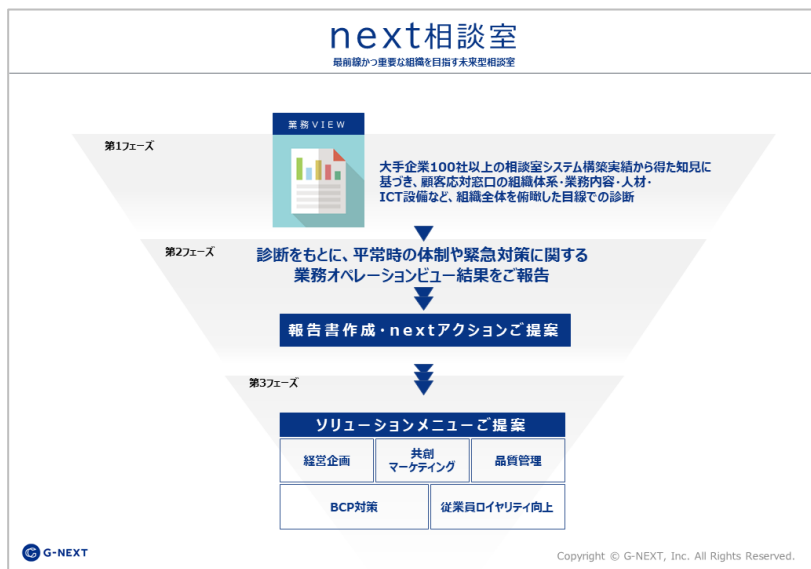 next相談室
最前線かつ重要な組織を目指す未来型相談室
業務VIEW
第1フェーズ
大手企業100社以上の相談室システム構築実績から得た知見に
基づき、顧客応対窓口の組織体系・業務内容・人材・
ICT設備など、組織全体を俯瞰した目線での診断
第2フェーズ
診断をもとに、平常時の体制や緊急対策に関する
業務オペレーションビュー結果をご報告
報告書作成・nextアクションご提案
第3フェーズ
ソリューションメニューご提案
経営企画
共創
マーケティング
品質管理
BCP対策
従業員ロイヤリティ向上
G-NEXT
Copyright © G-NEXT, Inc. All Rights Reserved.